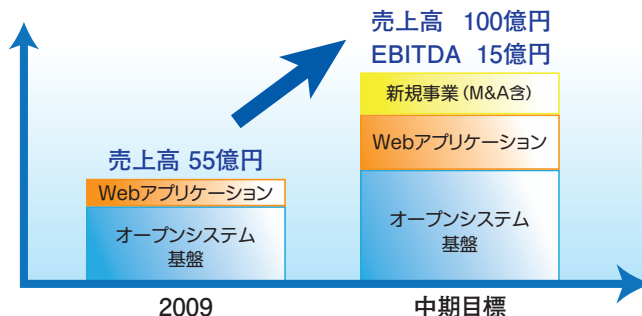 売上高 100億円
EBITDA 15億円
新規事業（M&A含）
Webアプリケーション
オープンシステム
基盤
中期目標
売上高 55億円
Webアプリケーション
オープンシステム
基盤
2009